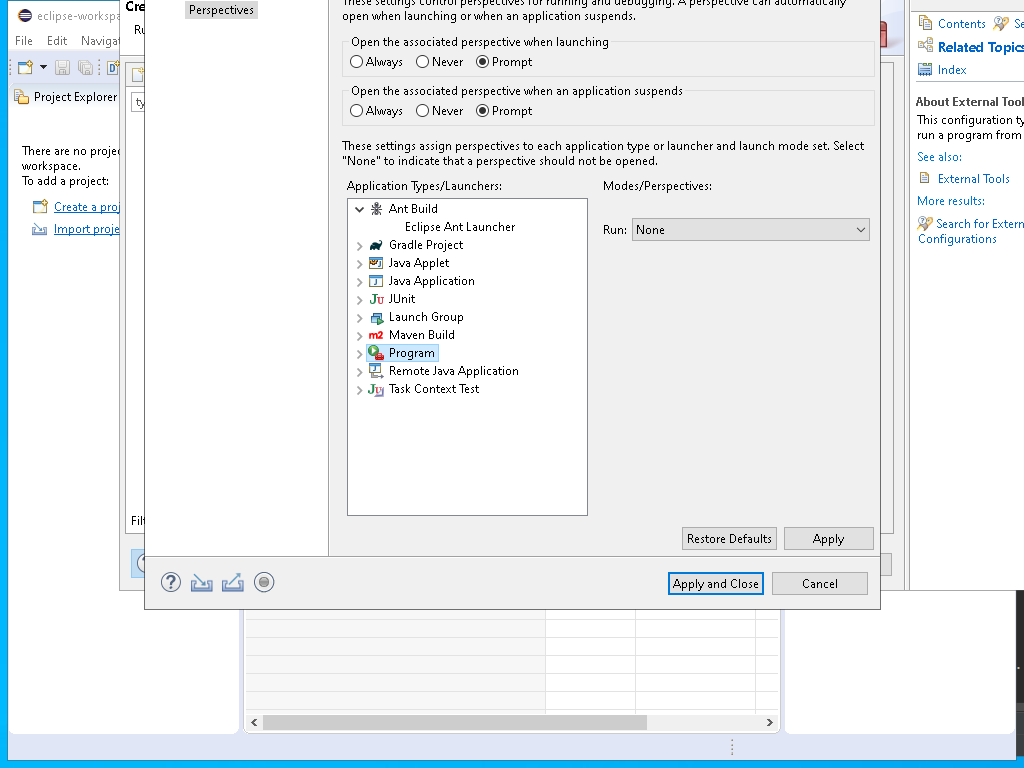 eclipse-workspa
File Edit Navigat
Project Explorer
There are no projec
workspace.
To add a project:
Create a proj
Import proje
Cre
Ru
ty
Filt
Perspectives
These settings control perspectives for running and debugging. A perspective can automatically
open when launching or when an application suspends.
Open the associated perspective when launching
Always Never Prompt
Open the associated perspective when an application suspends
Always Never Prompt
These settings assign perspectives to each application type or launcher and launch mode set. Select
"None" to indicate that a perspective should not be opened.
Application Types/Launchers:
Modes/Perspectives:
Ant Build
Eclipse Ant Launcher
Gradle Project
Java Applet
Java Application
JUnit
Launch Group
Maven Build
Program
Remote Java Application
Task Context Test
Run: None
Restore Defaults Apply
Apply and Close Cancel
Contents Se
Related Topics
Index
About External Tool
This configuration ty
run a program from
See also:
External Tools
More results:
Search for Extern
Configurations